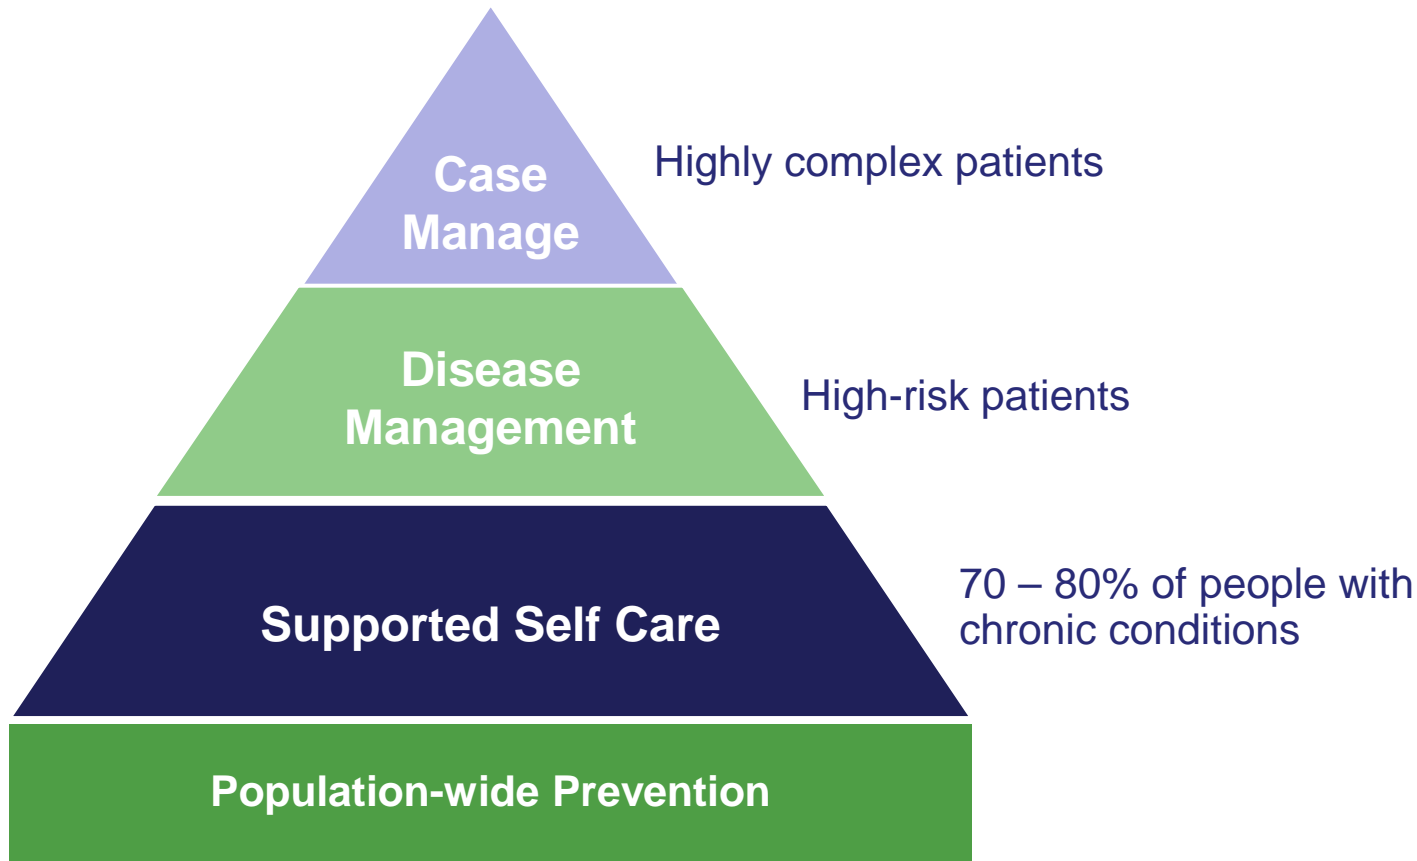 Case
Manage
Highly complex patients
Disease
Management
High-risk patients
Supported Self Care
70 – 80% of people with
chronic conditions
Population-wide Prevention